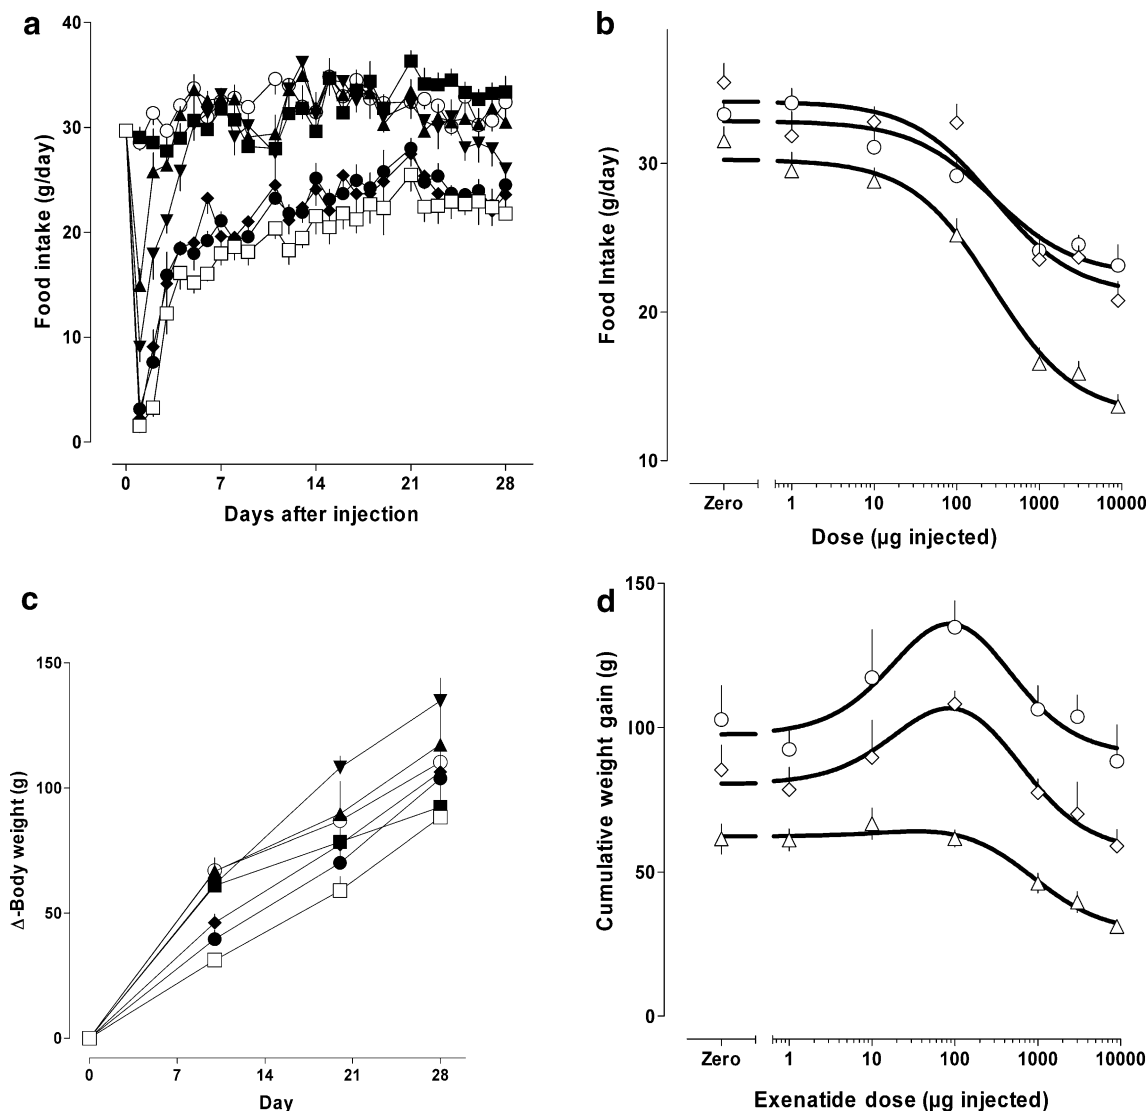 a
40
30
20
10
0
Food intake (g/day)
0 7 14 21 28
Days after injection
b
30
20
10
Food Intake (g/day)
Zero 1 10 100 1000 10000
Dose (µg injected)
c
150
100
50
0
Δ-Body weight (g)
0 7 14 21 28
Day
d
150
100
50
0
Cumulative weight gain (g)
Zero 1 10 100 1000 10000
Exenatide dose (µg injected)